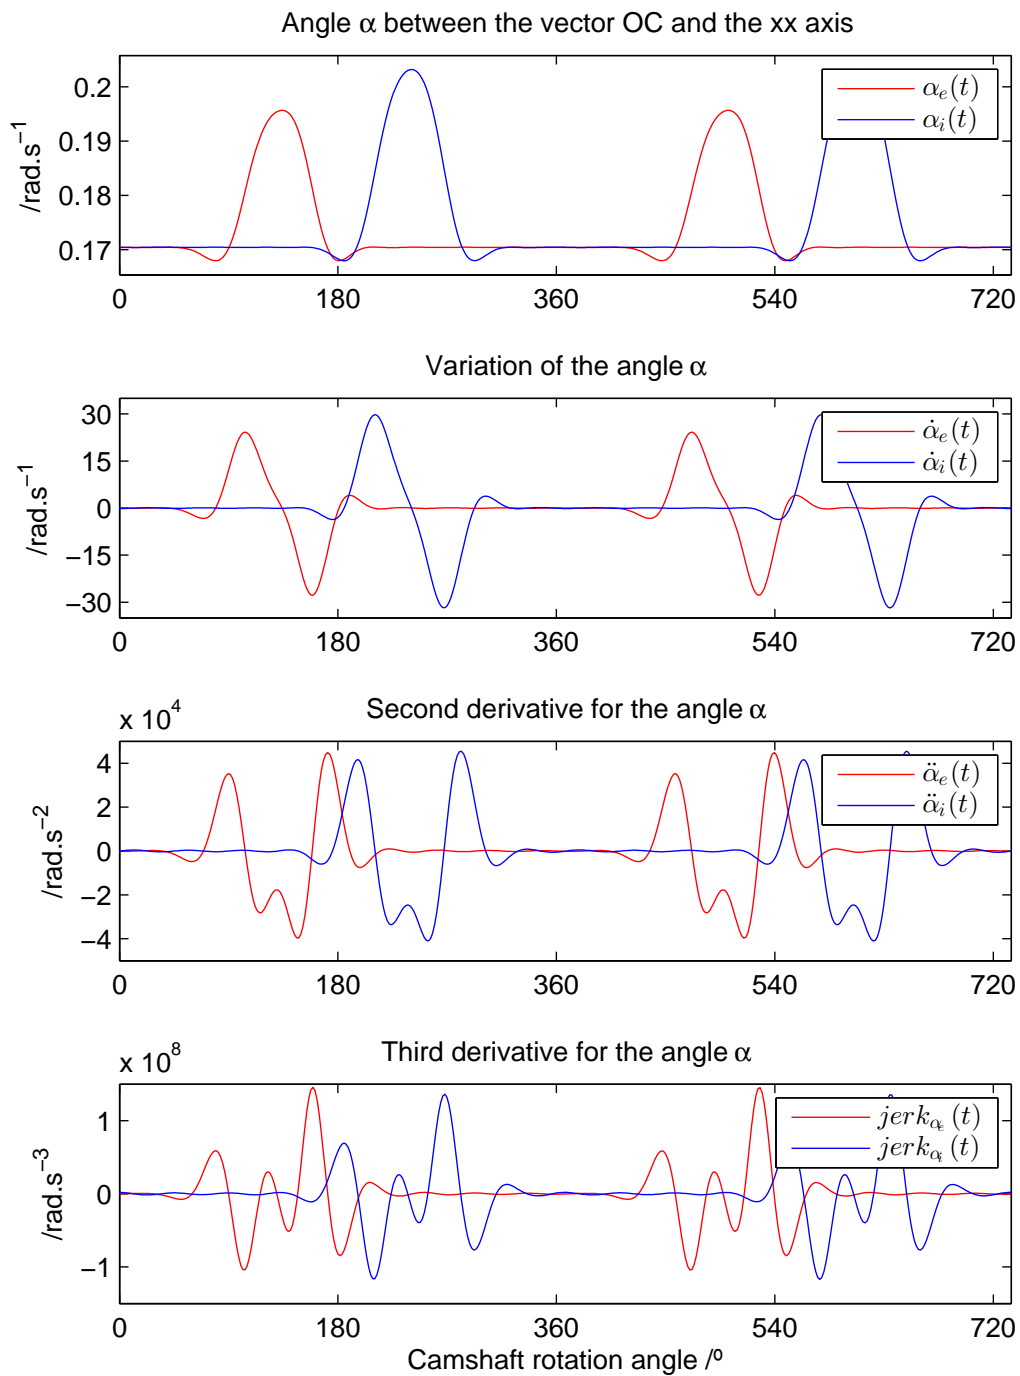 Angle α between the vector OC and the xx axis
/rad.s⁻¹
0.2
0.19
0.18
0.17
αₑ(t)
αᵢ(t)
0 180 360 540 720
Variation of the angle α
/rad.s⁻¹
30
15
0
−15
−30
α̇ₑ(t)
α̇ᵢ(t)
0 180 360 540 720
x 10⁴
Second derivative for the angle α
/rad.s⁻²
4
2
0
−2
−4
α̈ₑ(t)
α̈ᵢ(t)
0 180 360 540 720
x 10⁸
Third derivative for the angle α
/rad.s⁻³
1
0
−1
jerk_αₑ(t)
jerk_αᵢ(t)
0 180 360 540 720
Camshaft rotation angle /º